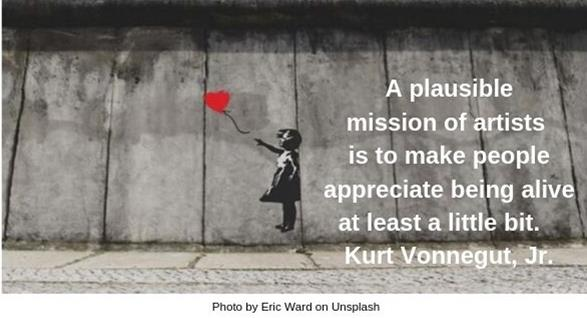 A plausible
mission of artists
is to make people
appreciate being alive
at least a little bit.
Kurt Vonnegut, Jr.
Photo by Eric Ward on Unsplash